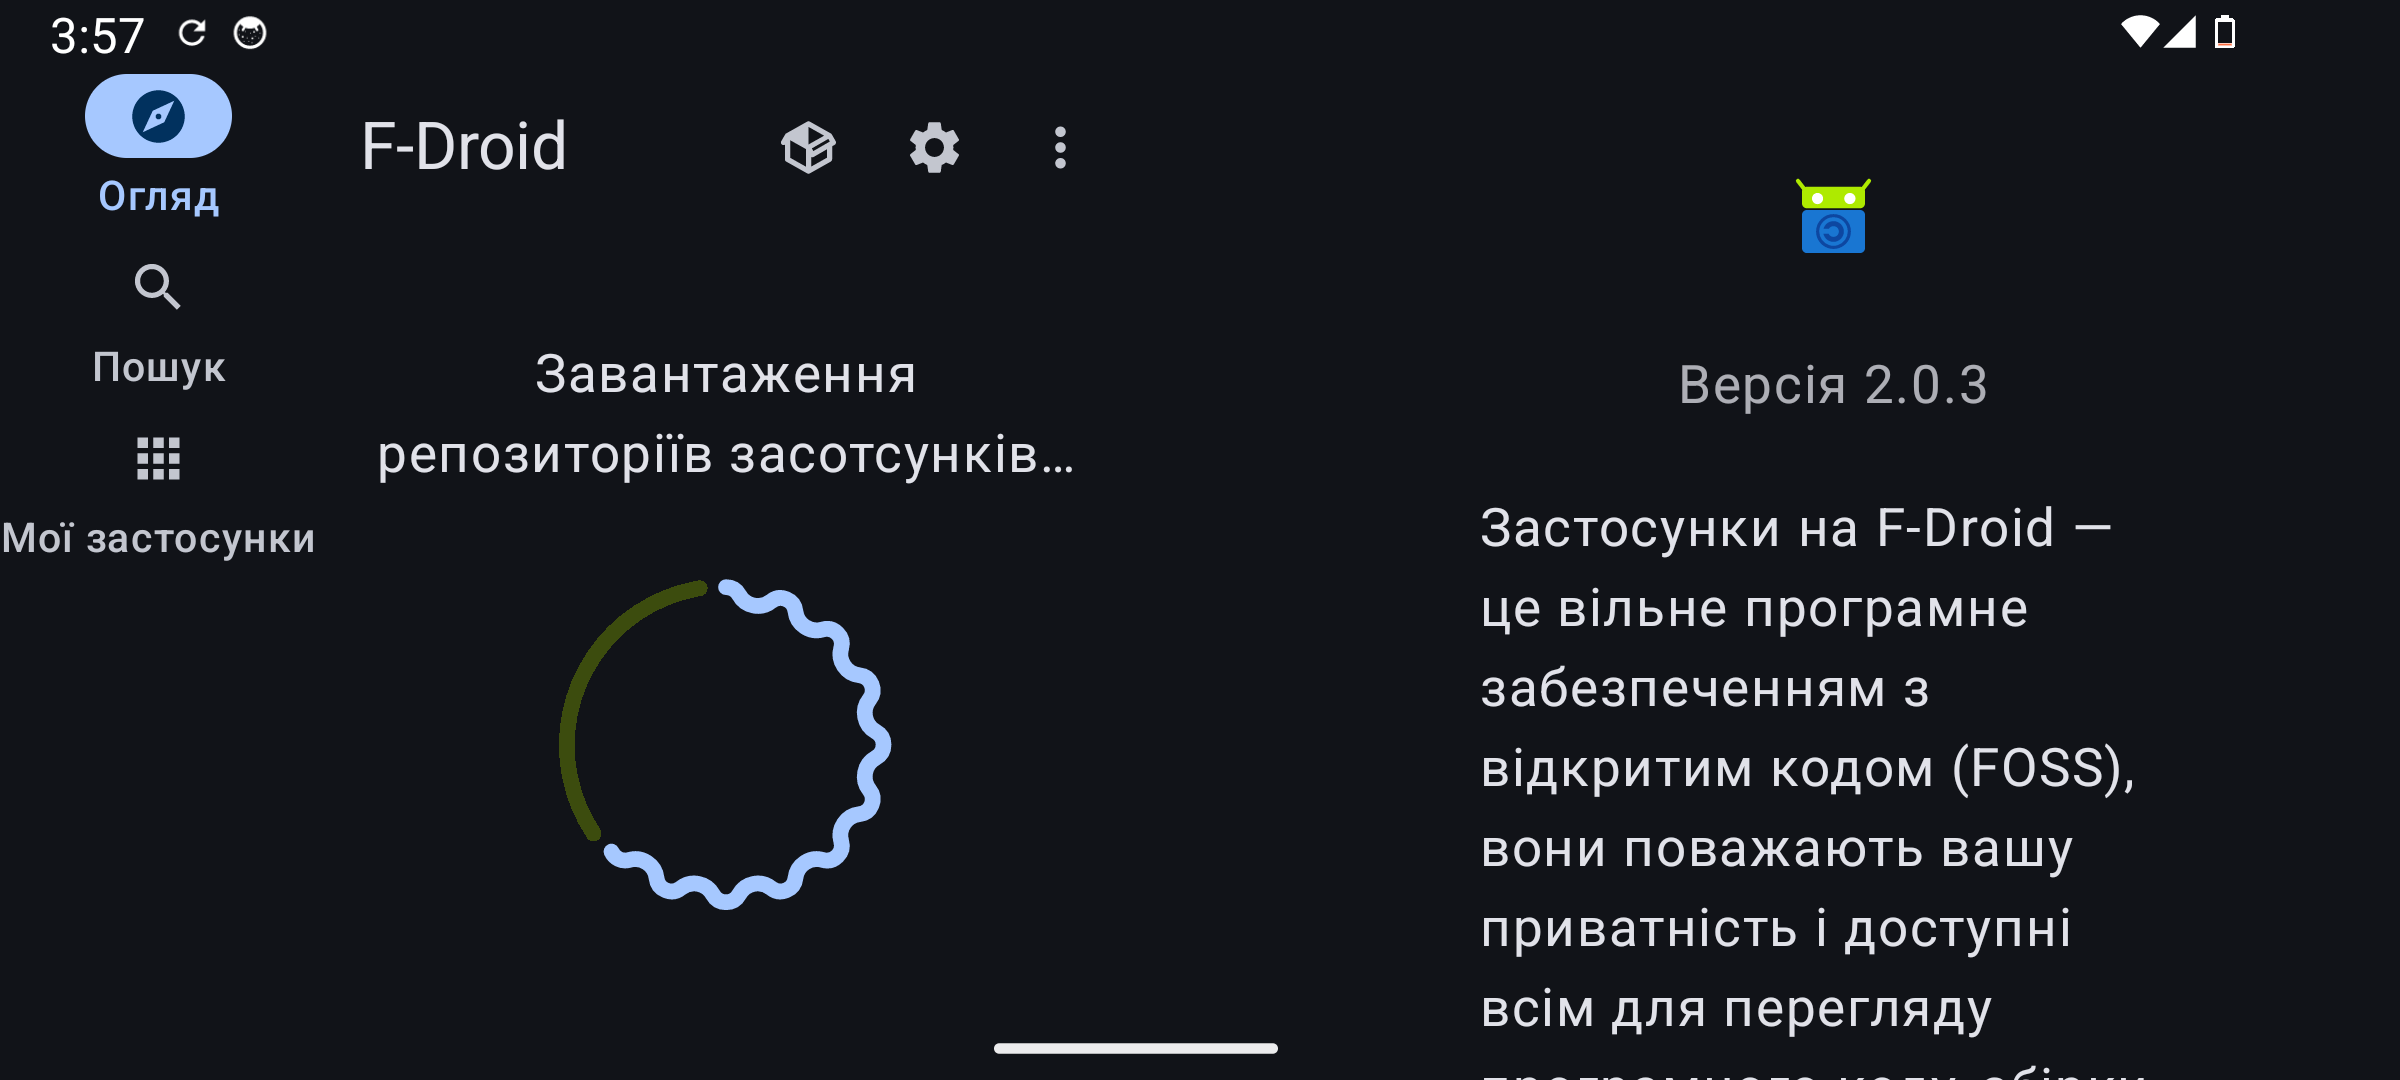 3:57
Огляд
Пошук
Мої застосунки
F-Droid
Завантаження
репозиторіїв засотсунків…
Версія 2.0.3
Застосунки на F-Droid —
це вільне програмне
забезпеченням з
відкритим кодом (FOSS),
вони поважають вашу
приватність і доступні
всім для перегляду